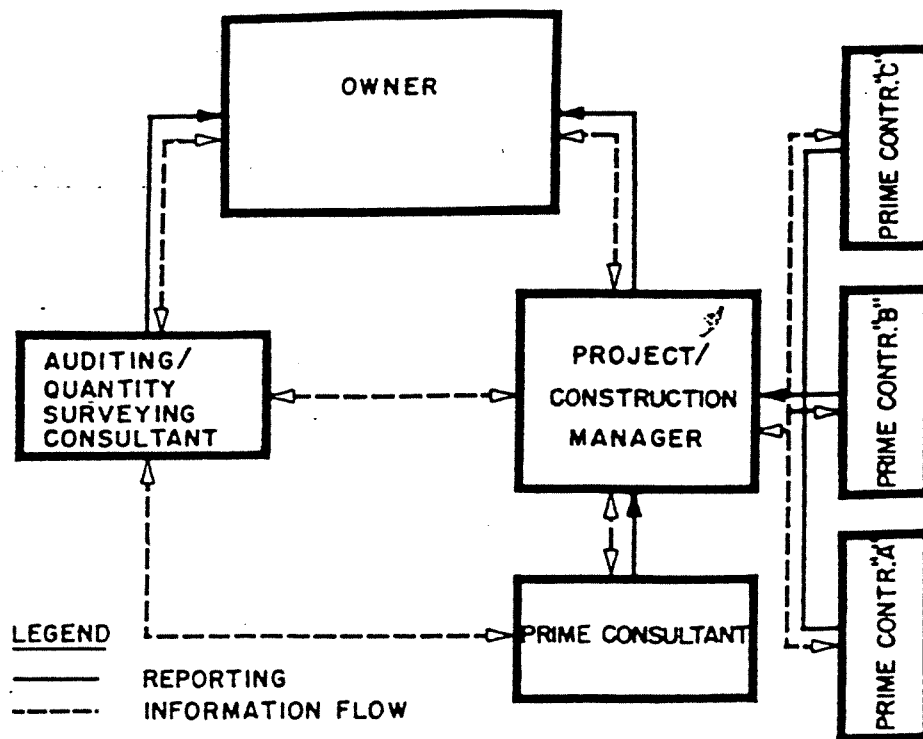 OWNER
PRIME CONTR."C"
AUDITING/
QUANTITY
SURVEYING
CONSULTANT
PROJECT/
CONSTRUCTION
MANAGER
PRIME CONTR."B"
PRIME CONSULTANT
PRIME CONTR."A"
LEGEND
REPORTING
INFORMATION FLOW